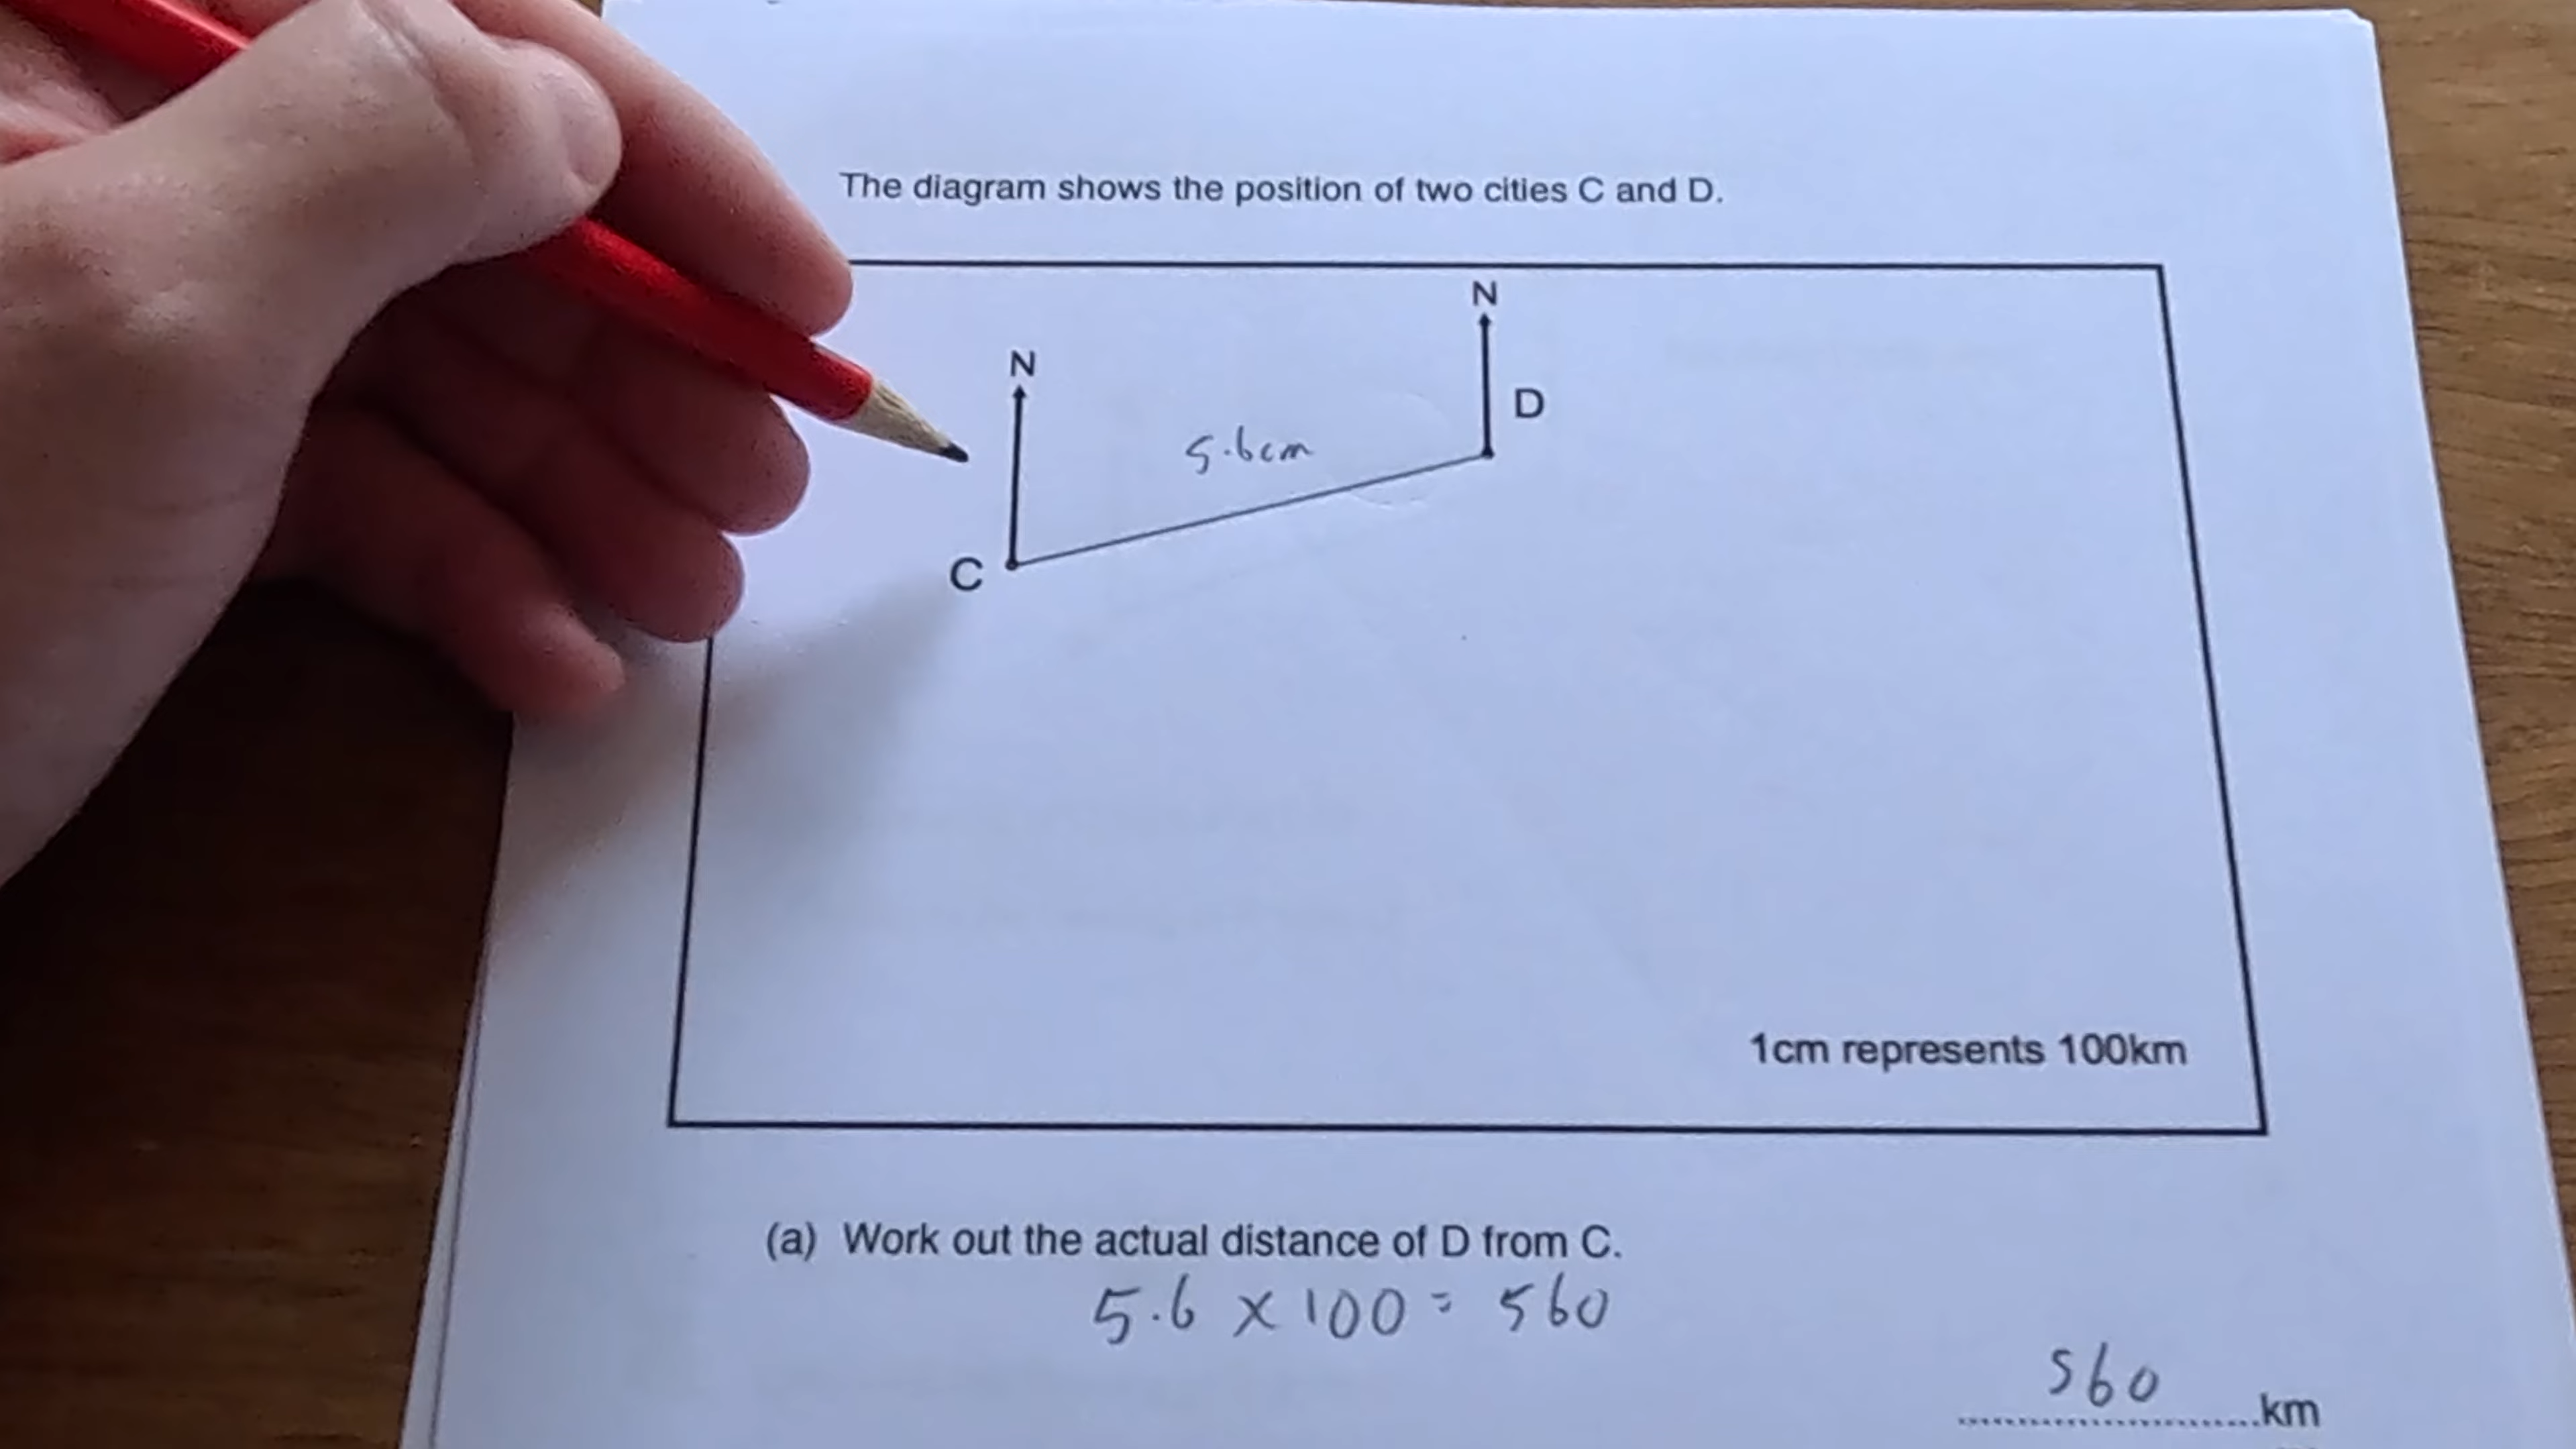 The diagram shows the position of two cities C and D.
N
N
D
5.6cm
C
1cm represents 100km
(a) Work out the actual distance of D from C.
5.6 x 100 = 560
560
....................km